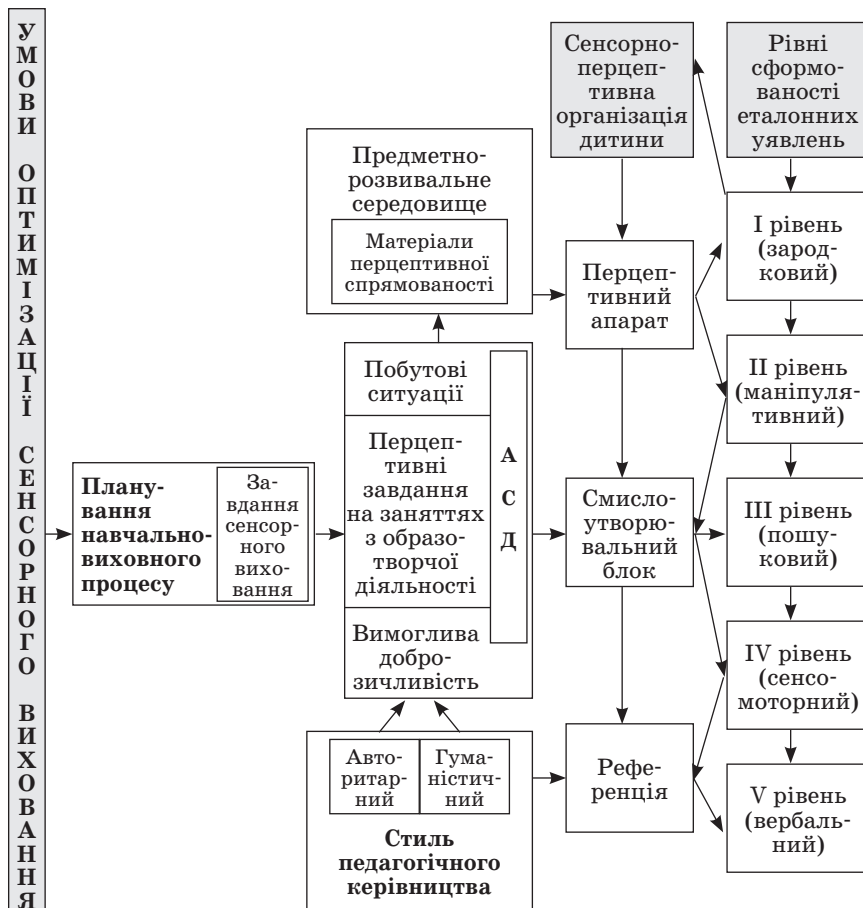 УМОВИ ОПТИМІЗАЦІЇ СЕНСОРНОГО ВИХОВАННЯ
Сенсорно-
перцеп-
тивна
організація
дитини
Рівні
сформо-
ваності
еталонних
уявлень
Предметно-
розвивальне
середовище
Матеріали
перцептивної
спрямованості
Перцеп-
тивний
апарат
І рівень
(зарод-
ковий)
Побутові
ситуації
ІІ рівень
(маніпуля-
тивний)
Плану-
вання
навчально-
виховного
процесу
За-
вдання
сенсор-
ного
вихо-
вання
Перцеп-
тивні
завдання
на заняттях
з образо-
творчої
діяльності
А
С
Д
Смисло-
утворю-
вальний
блок
ІІІ рівень
(пошу-
ковий)
Вимоглива
добро-
зичливість
IV рівень
(сенсо-
моторний)
Авто-
ритар-
ний
Гума-
ністич-
ний
Стиль
педагогічного
керівництва
Рефе-
ренція
V рівень
(вербаль-
ний)